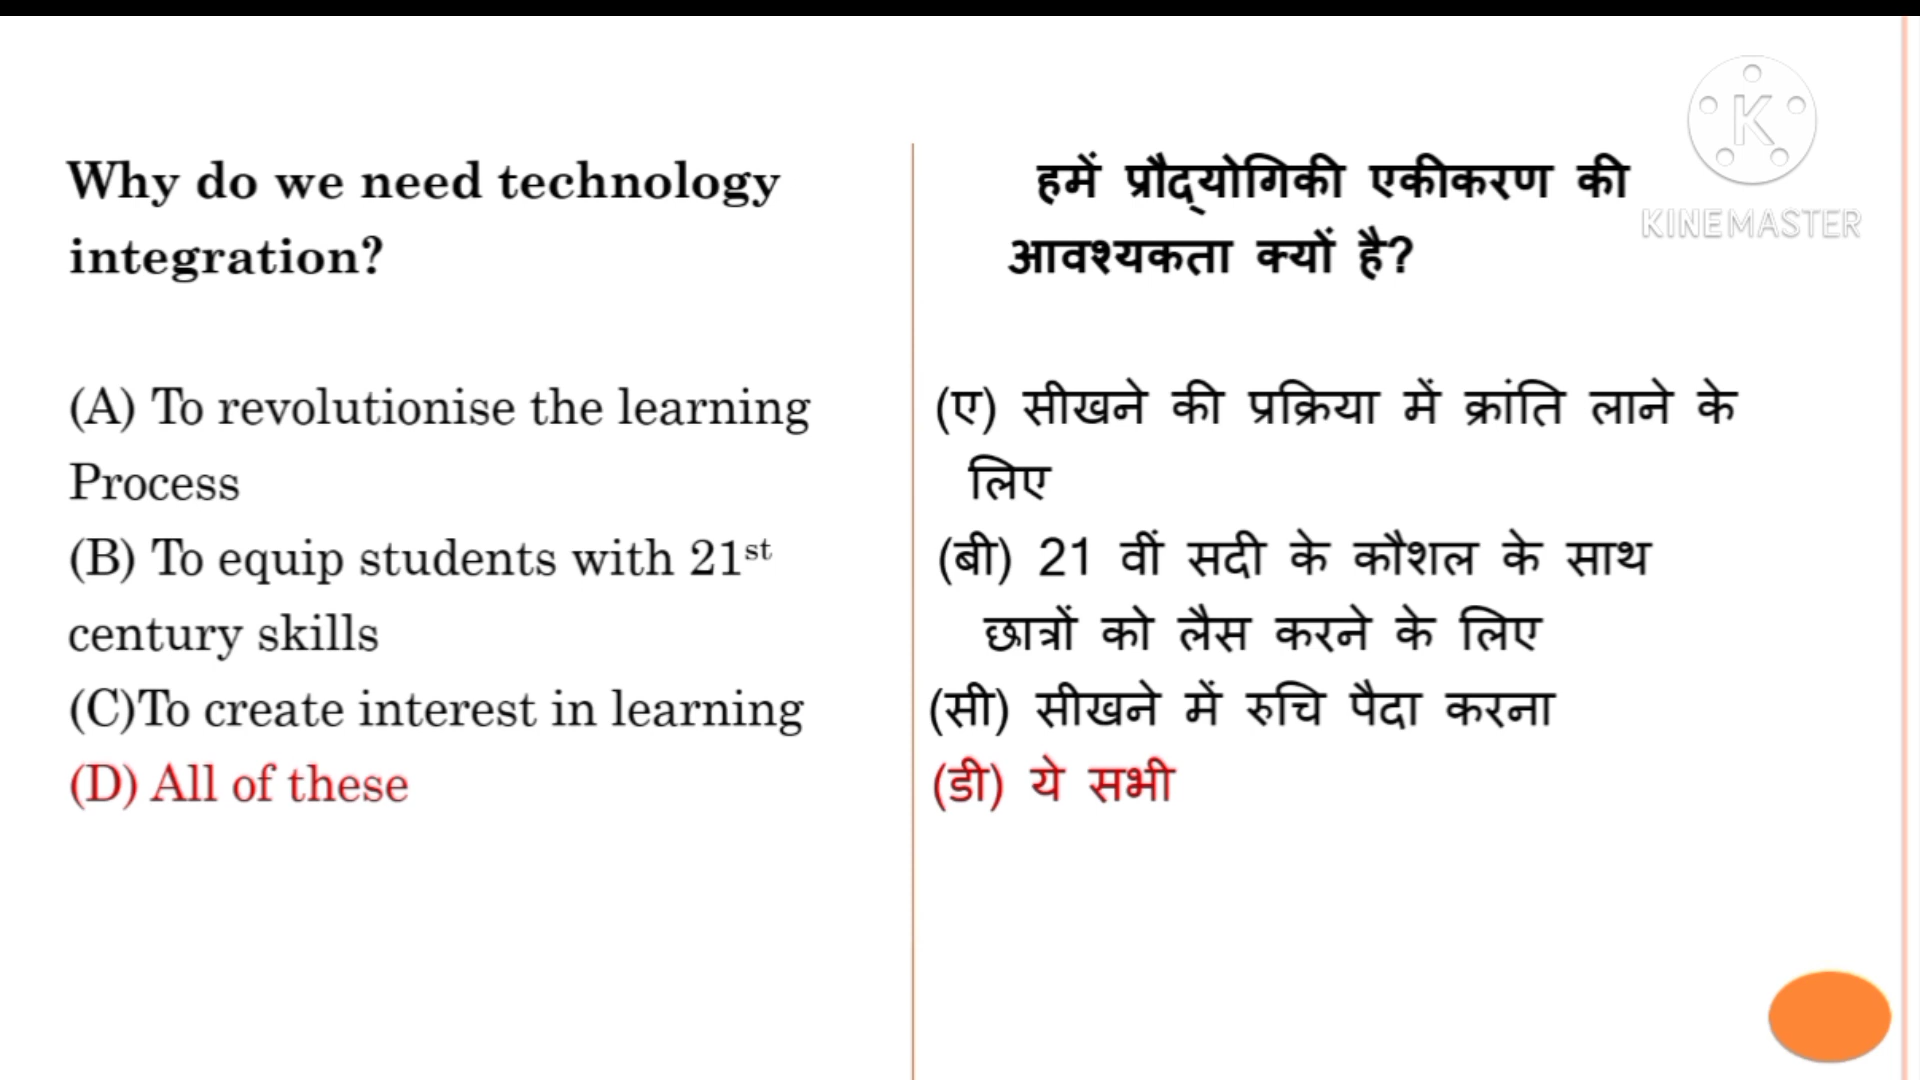 Why do we need technology
integration?
(A) To revolutionise the learning
Process
(B) To equip students with 21st
century skills
(C)To create interest in learning
(D) All of these
हमें प्रौद्योगिकी एकीकरण की
आवश्यकता क्यों है?
(ए) सीखने की प्रक्रिया में क्रांति लाने के
लिए
(बी) 21 वीं सदी के कौशल के साथ
छात्रों को लैस करने के लिए
(सी) सीखने में रुचि पैदा करना
(डी) ये सभी
K
KINEMASTER